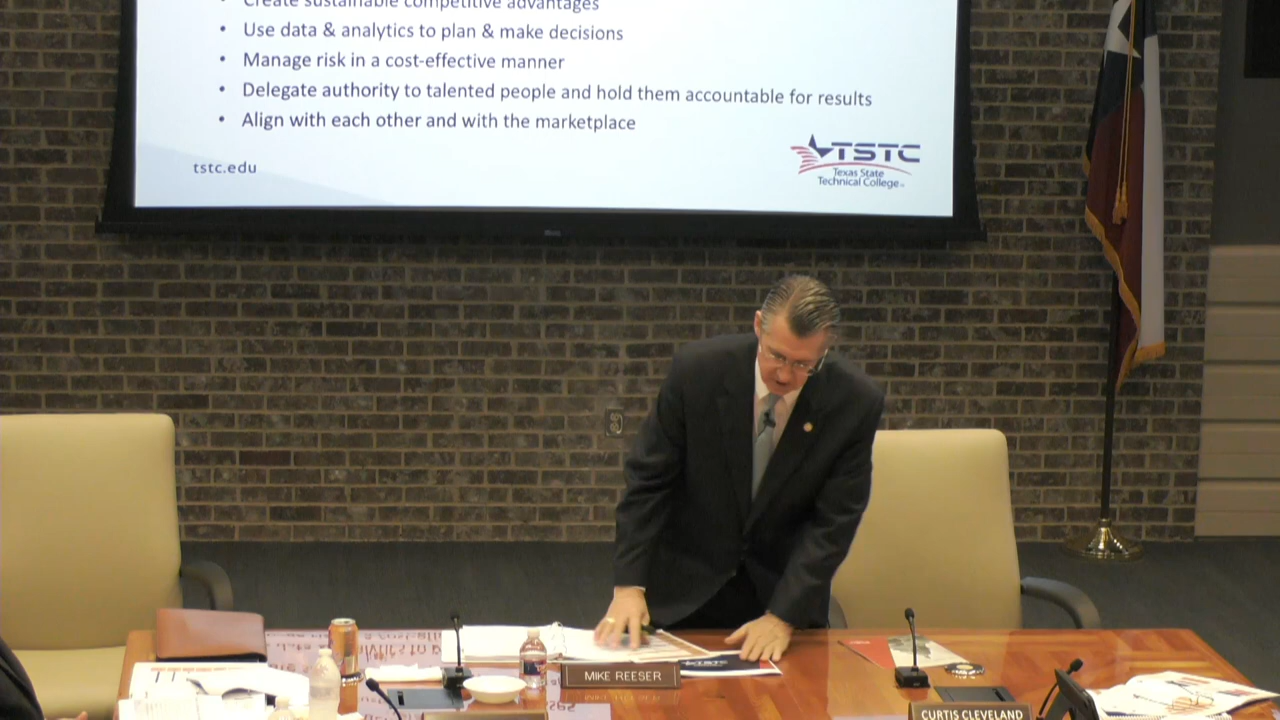 • Create sustainable competitive advantages
• Use data & analytics to plan & make decisions
• Manage risk in a cost-effective manner
• Delegate authority to talented people and hold them accountable for results
• Align with each other and with the marketplace
tstc.edu
TSTC
Texas State
Technical College
MIKE REESER
CURTIS CLEVELAND